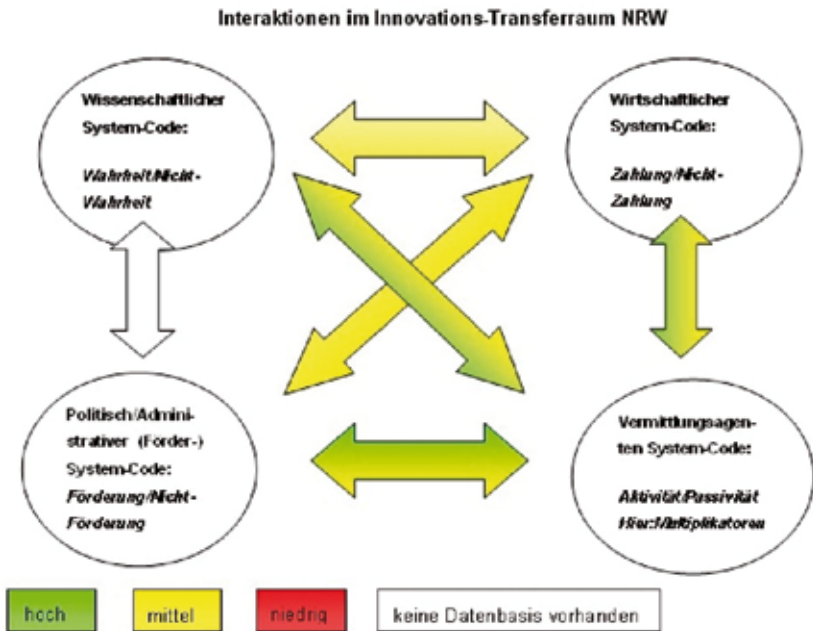 Interaktionen im Innovations-Transferraum NRW
Wissenschaftlicher
System-Code:
Wahrheit/Nicht-
Wahrheit
Wirtschaftlicher
System-Code:
Zahlung/Nicht-
Zahlung
Politisch/Admini-
strativer (Förder-)
System-Code:
Förderung/Nicht-
Förderung
Vermittlungsagen-
ten System-Code:
Aktivität/Passivität
Hier:Multiplikatoren
hoch
mittel
niedrig
keine Datenbasis vorhanden